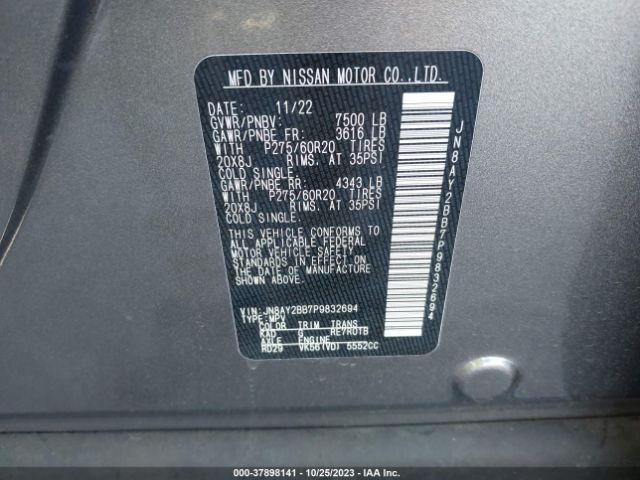 MFD BY NISSAN MOTOR CO.,LTD.
DATE: 11/22
GVWR/PNBV: 7500 LB
GAWR/PNBE FR: 3616 LB
WITH P275/60R20 TIRES
20X8J RIMS, AT 35PSI
COLD SINGLE.
GAWR/PNBE RR: 4343 LB
WITH P275/60R20 TIRES
20X8J RIMS, AT 35PSI
COLD SINGLE.
THIS VEHICLE CONFORMS TO
ALL APPLICABLE FEDERAL
MOTOR VEHICLE SAFETY
STANDARDS IN EFFECT ON
THE DATE OF MANUFACTURE
SHOWN ABOVE.
VIN:JN8AY2BB7P9832694
TYPE:MPV
COLOR TRIM TRANS
KAD G RE7R01B
AXLE ENGINE
RD29 VK56(VD) 5552CC
JN8AY2BB7P9832694
000-37898141 - 10/25/2023 - IAA Inc.